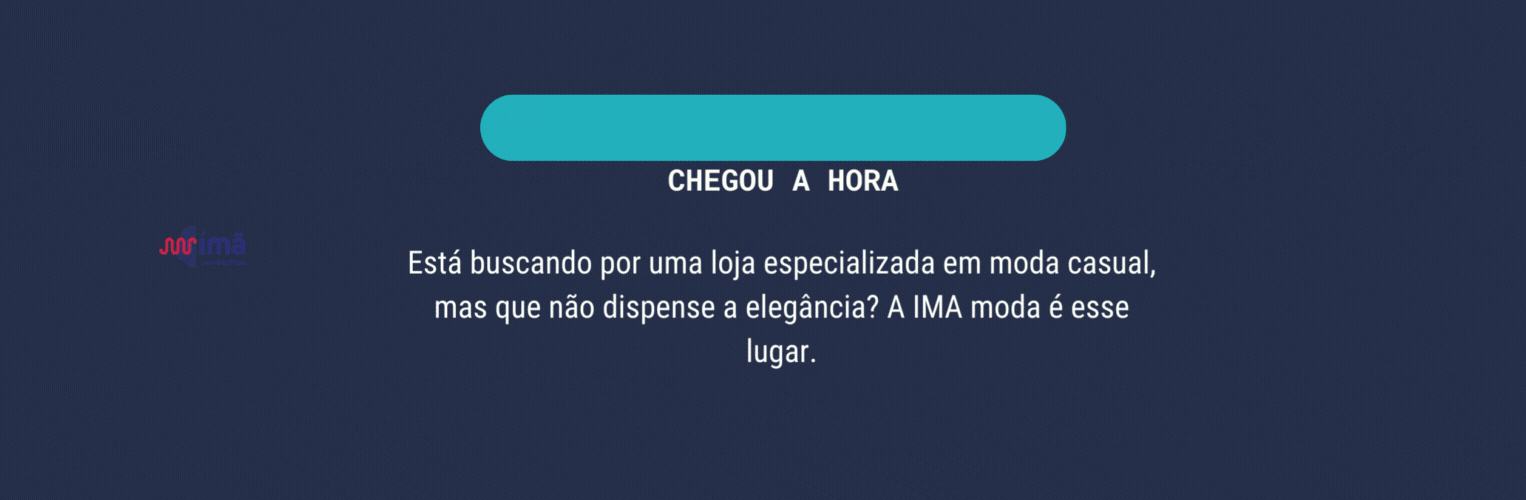 CHEGOU A HORA
ímã
Está buscando por uma loja especializada em moda casual,
mas que não dispense a elegância? A IMA moda é esse
lugar.